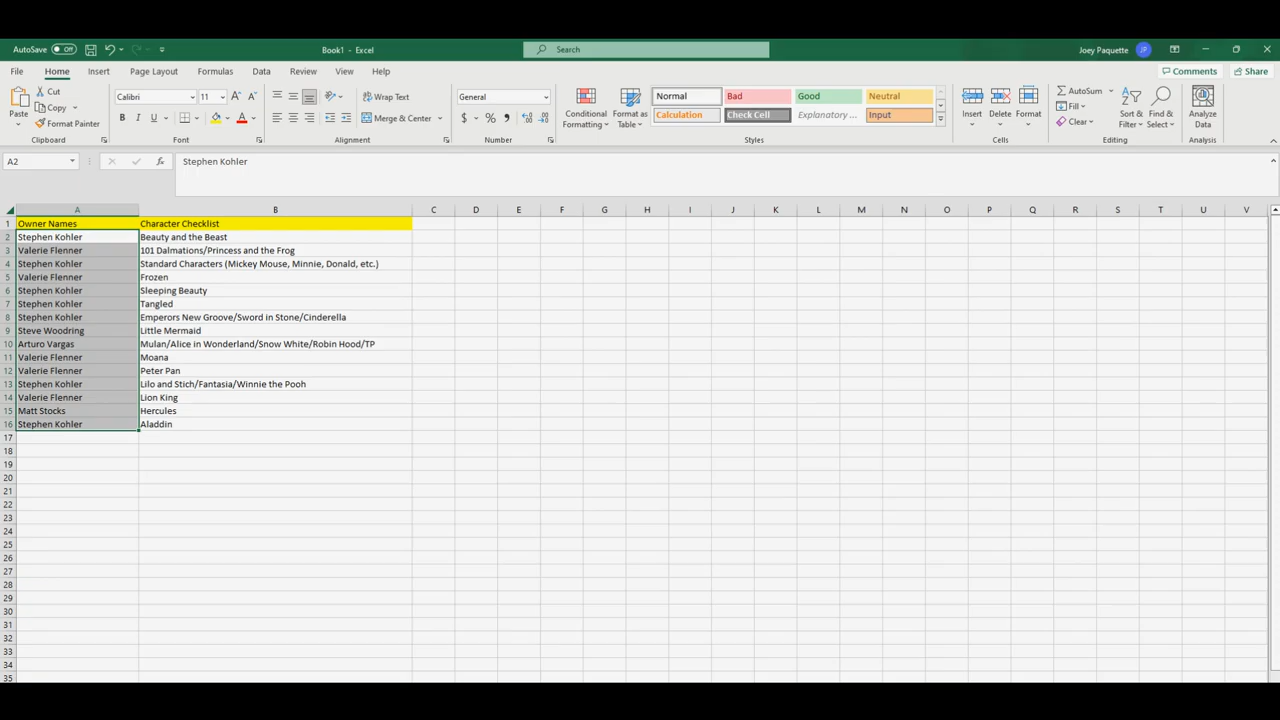 AutoSave Off Book1 - Excel Search Joey Paquette JP
File Home Insert Page Layout Formulas Data Review View Help Comments Share
Paste Cut Copy Format Painter Clipboard
Calibri 11 A A B I U A Font
Wrap Text Merge & Center Alignment
General $ % , Number
Conditional Formatting Format as Table Normal Bad Good Neutral
Calculation Check Cell Explanatory ... Input Styles
Insert Delete Format Cells
AutoSum Fill Clear Sort & Filter Find & Select Editing
Analyze Data Analysis
A2 fx Stephen Kohler
A B C D E F G H I J K L M N O P Q R S T U V
1 Owner Names Character Checklist
2 Stephen Kohler Beauty and the Beast
3 Valerie Flenner 101 Dalmations/Princess and the Frog
4 Stephen Kohler Standard Characters (Mickey Mouse, Minnie, Donald, etc.)
5 Valerie Flenner Frozen
6 Stephen Kohler Sleeping Beauty
7 Stephen Kohler Tangled
8 Stephen Kohler Emperors New Groove/Sword in Stone/Cinderella
9 Steve Woodring Little Mermaid
10 Arturo Vargas Mulan/Alice in Wonderland/Snow White/Robin Hood/TP
11 Valerie Flenner Moana
12 Valerie Flenner Peter Pan
13 Stephen Kohler Lilo and Stich/Fantasia/Winnie the Pooh
14 Valerie Flenner Lion King
15 Matt Stocks Hercules
16 Stephen Kohler Aladdin
17
18
19
20
21
22
23
24
25
26
27
28
29
30
31
32
33
34
35